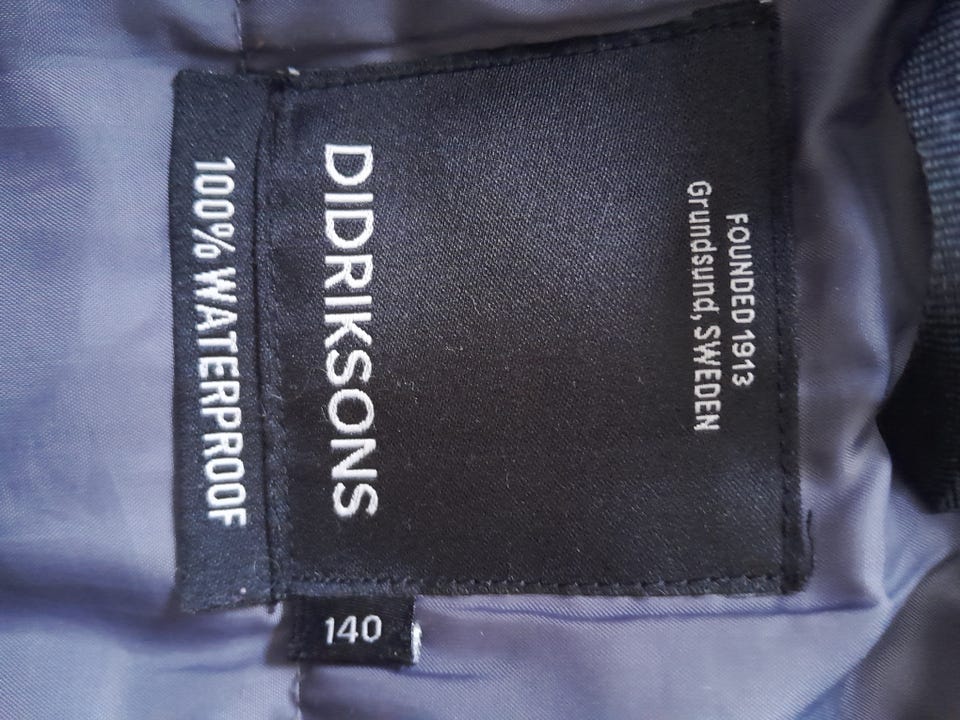 FOUNDED 1913
Grundsund, SWEDEN
DIDRIKSONS
100% WATERPROOF
140